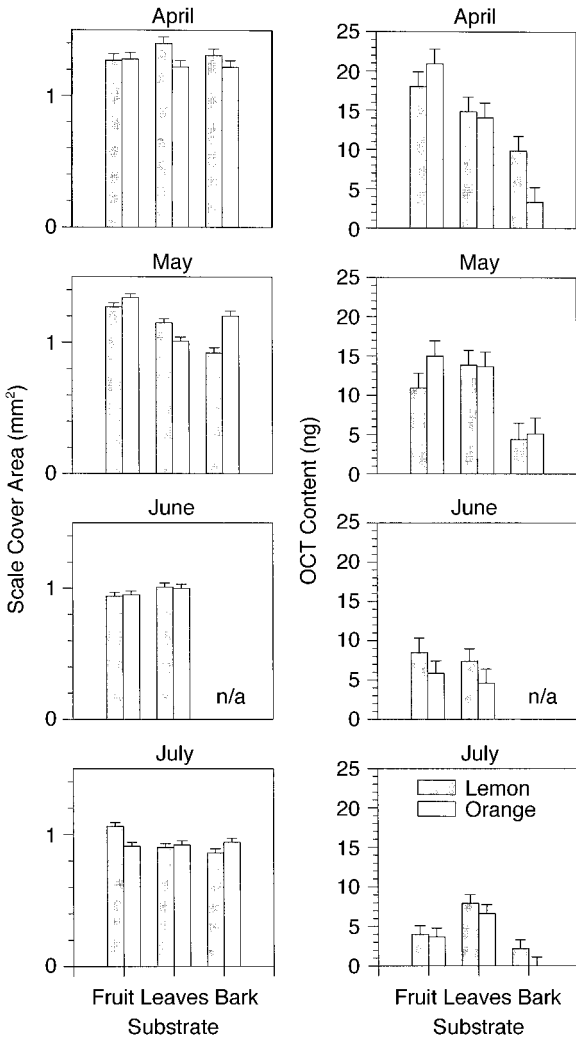 April
1
0
May
1
0
June
1
0
n/a
July
1
0
Fruit Leaves Bark
Substrate
Scale Cover Area (mm²)
April
25
20
15
10
5
0
May
25
20
15
10
5
0
June
25
20
15
10
5
0
n/a
July
25
20
15
10
5
0
Lemon
Orange
Fruit Leaves Bark
Substrate
OCT Content (ng)